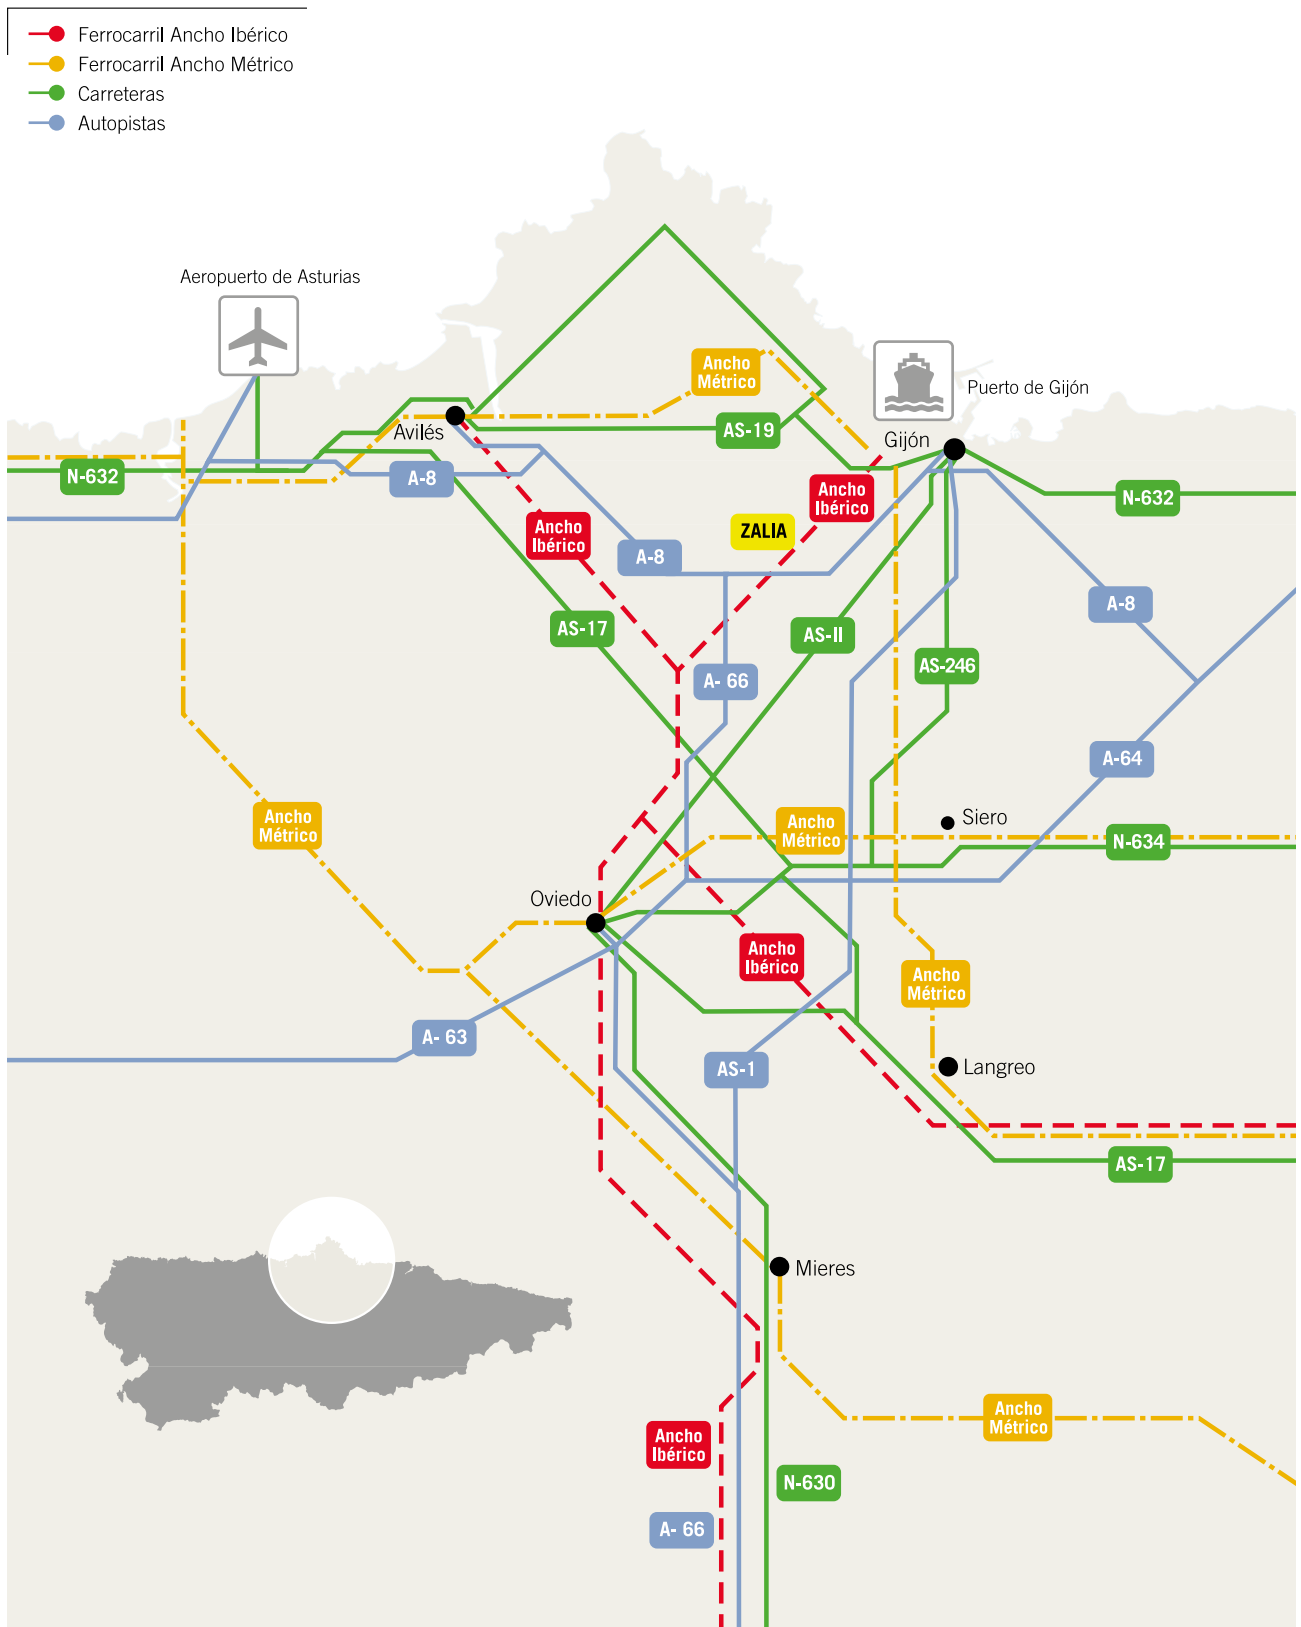 Ferrocarril Ancho Ibérico
Ferrocarril Ancho Métrico
Carreteras
Autopistas
Aeropuerto de Asturias
Ancho
Métrico
Puerto de Gijón
Avilés
AS-19
Gijón
N-632
A-8
Ancho
Ibérico
N-632
Ancho
Ibérico
ZALIA
A-8
A-8
AS-17
AS-II
AS-246
A- 66
A-64
Ancho
Métrico
Ancho
Métrico
Siero
N-634
Oviedo
Ancho
Ibérico
Ancho
Métrico
A- 63
AS-1
Langreo
AS-17
Mieres
Ancho
Métrico
Ancho
Ibérico
N-630
A- 66